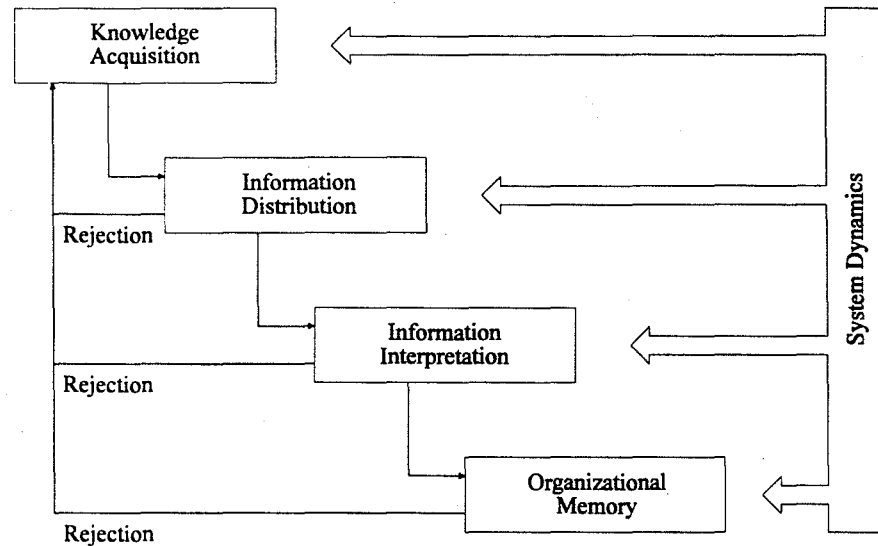 Knowledge
Acquisition
Information
Distribution
Rejection
Information
Interpretation
Rejection
Organizational
Memory
Rejection
System Dynamics